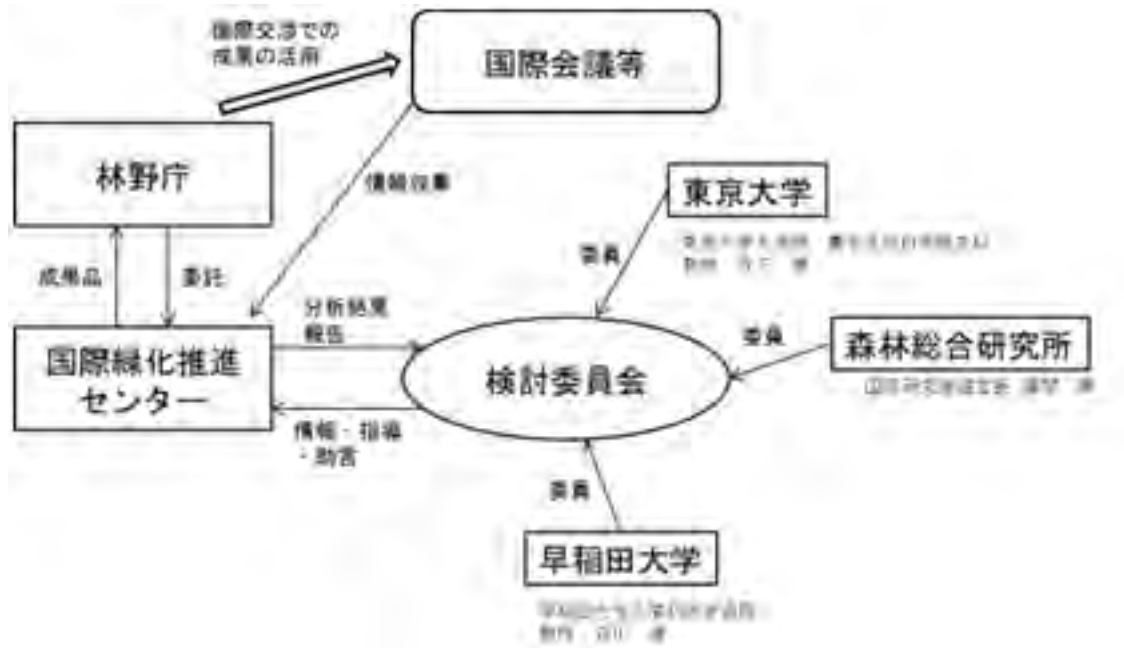 国際交渉での
成果の活用
国際会議等
林野庁
情報収集
東京大学
委員
成果品
委託
分析結果
報告
委員
森林総合研究所
国際緑化推進
センター
検討委員会
情報・指導
・助言
委員
早稲田大学